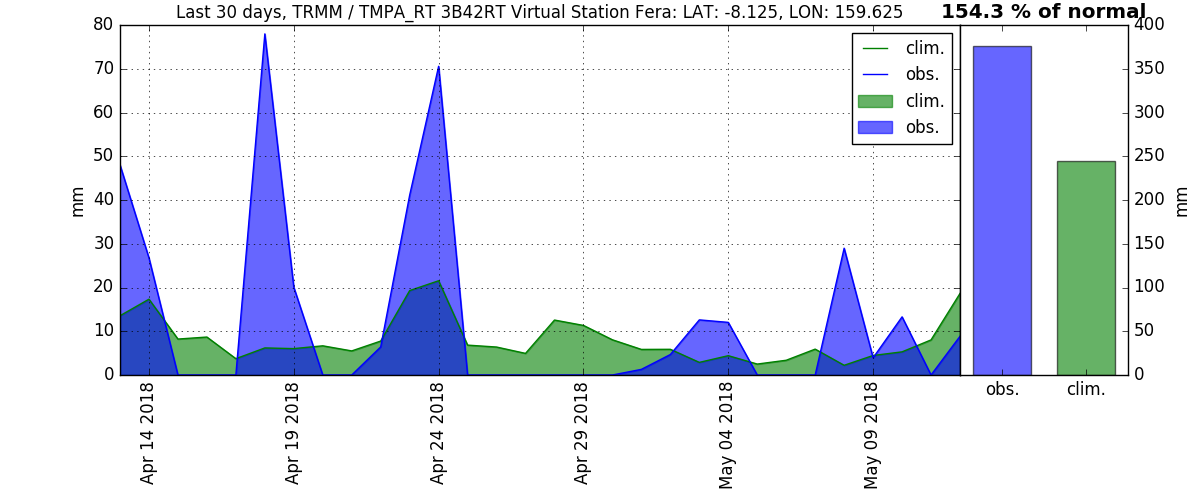 Last 30 days, TRMM / TMPA_RT 3B42RT Virtual Station Fera: LAT: -8.125, LON: 159.625
154.3 % of normal
80
70
60
50
40
30
20
10
0
mm
clim.
obs.
clim.
obs.
400
350
300
250
200
150
100
50
0
mm
Apr 14 2018
Apr 19 2018
Apr 24 2018
Apr 29 2018
May 04 2018
May 09 2018
obs.
clim.